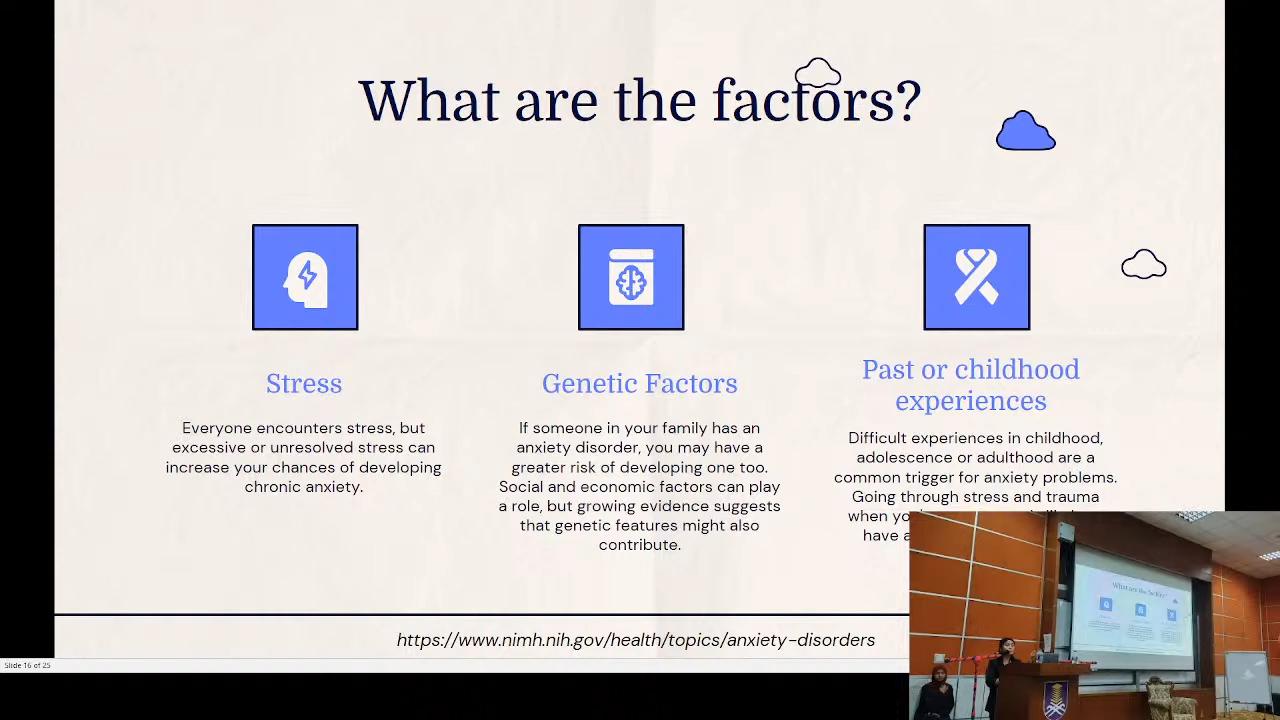 What are the factors?
Stress
Everyone encounters stress, but
excessive or unresolved stress can
increase your chances of developing
chronic anxiety.
Genetic Factors
If someone in your family has an
anxiety disorder, you may have a
greater risk of developing one too.
Social and economic factors can play
a role, but growing evidence suggests
that genetic features might also
contribute.
Past or childhood
experiences
Difficult experiences in childhood,
adolescence or adulthood are a
common trigger for anxiety problems.
Going through stress and trauma
when
have
https://www.nimh.nih.gov/health/topics/anxiety-disorders
Slide 16 of 25
What are the factors?